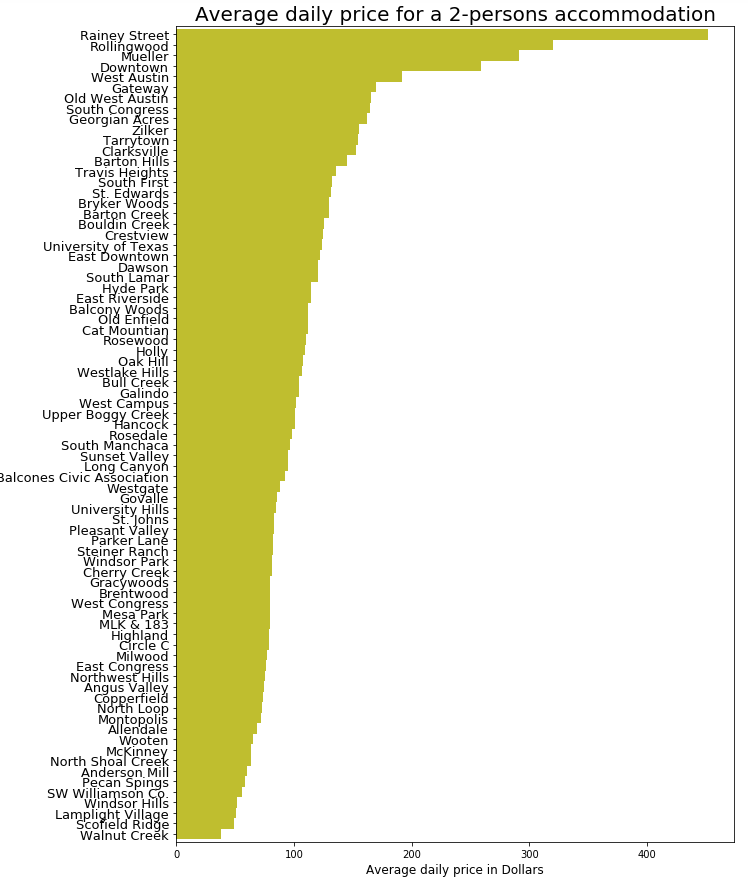 Average daily price for a 2-persons accommodation
Rainey Street
Rollingwood
Mueller
Downtown
West Austin
Gateway
Old West Austin
South Congress
Georgian Acres
Zilker
Tarrytown
Clarksville
Barton Hills
Travis Heights
South First
St. Edwards
Bryker Woods
Barton Creek
Bouldin Creek
Crestview
University of Texas
East Downtown
Dawson
South Lamar
Hyde Park
East Riverside
Balcony Woods
Old Enfield
Cat Mountian
Rosewood
Holly
Oak Hill
Westlake Hills
Bull Creek
Galindo
West Campus
Upper Boggy Creek
Hancock
Rosedale
South Manchaca
Sunset Valley
Long Canyon
Balcones Civic Association
Westgate
Govalle
University Hills
St. Johns
Pleasant Valley
Parker Lane
Steiner Ranch
Windsor Park
Cherry Creek
Gracywoods
Brentwood
West Congress
Mesa Park
MLK & 183
Highland
Circle C
Milwood
East Congress
Northwest Hills
Angus Valley
Copperfield
North Loop
Montopolis
Allendale
Wooten
McKinney
North Shoal Creek
Anderson Mill
Pecan Spings
SW Williamson Co.
Windsor Hills
Lamplight Village
Scofield Ridge
Walnut Creek
0 100 200 300 400
Average daily price in Dollars